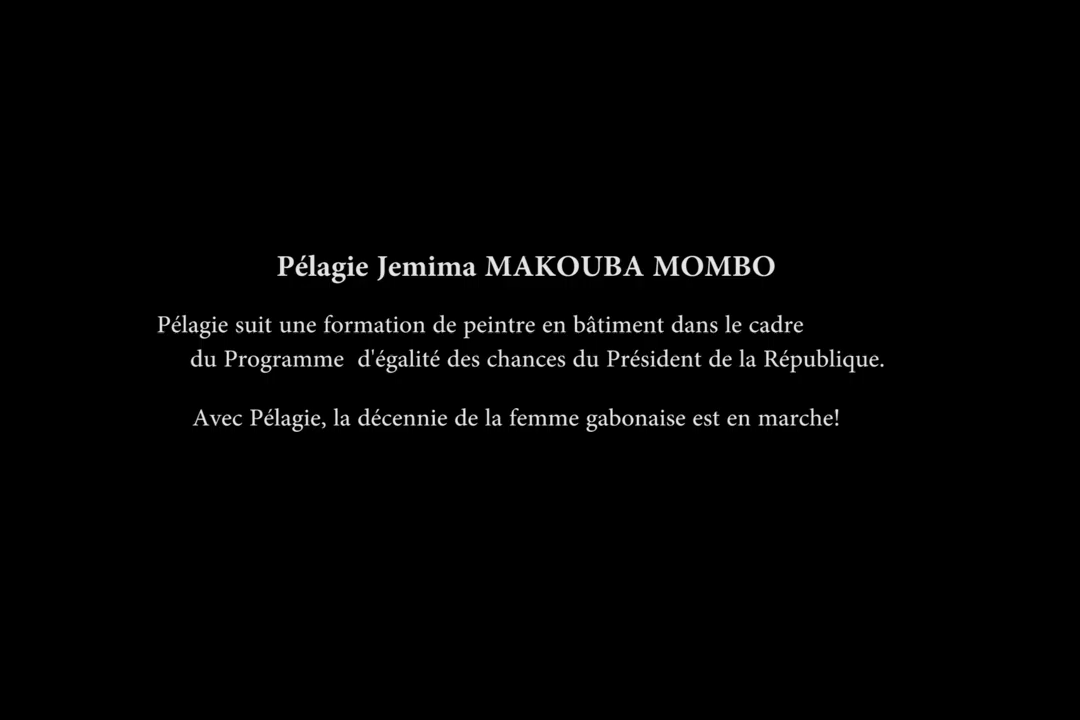 Pélagie Jemima MAKOUBA MOMBO
Pélagie suit une formation de peintre en bâtiment dans le cadre
du Programme  d'égalité des chances du Président de la République.
Avec Pélagie, la décennie de la femme gabonaise est en marche!